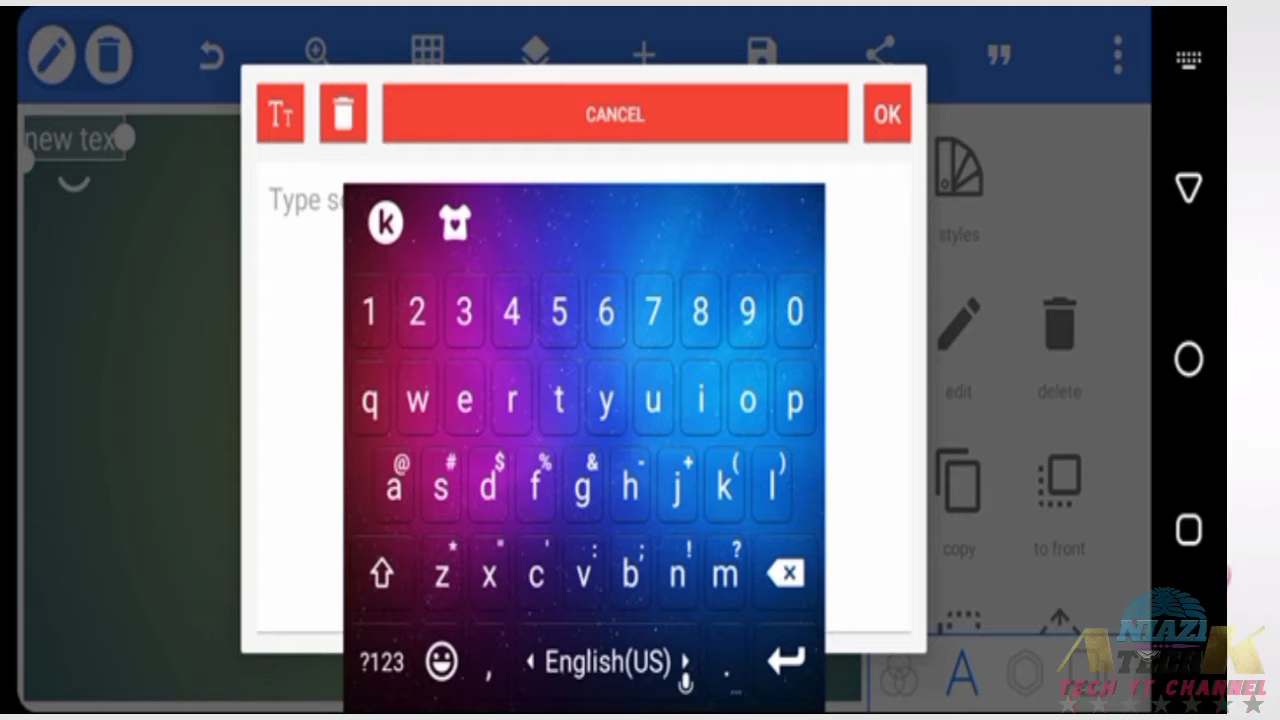 new tex
CANCEL
OK
Type s
styles
1 2 3 4 5 6 7 8 9 0
q w e r t y u i o p
edit
delete
@ # $ % & - + ( )
a s d f g h j k l
* " ' : ; ! ?
z x c v b n m
copy
to front
?123 , English(US) .
NIAZI
TECH YT CHANNEL